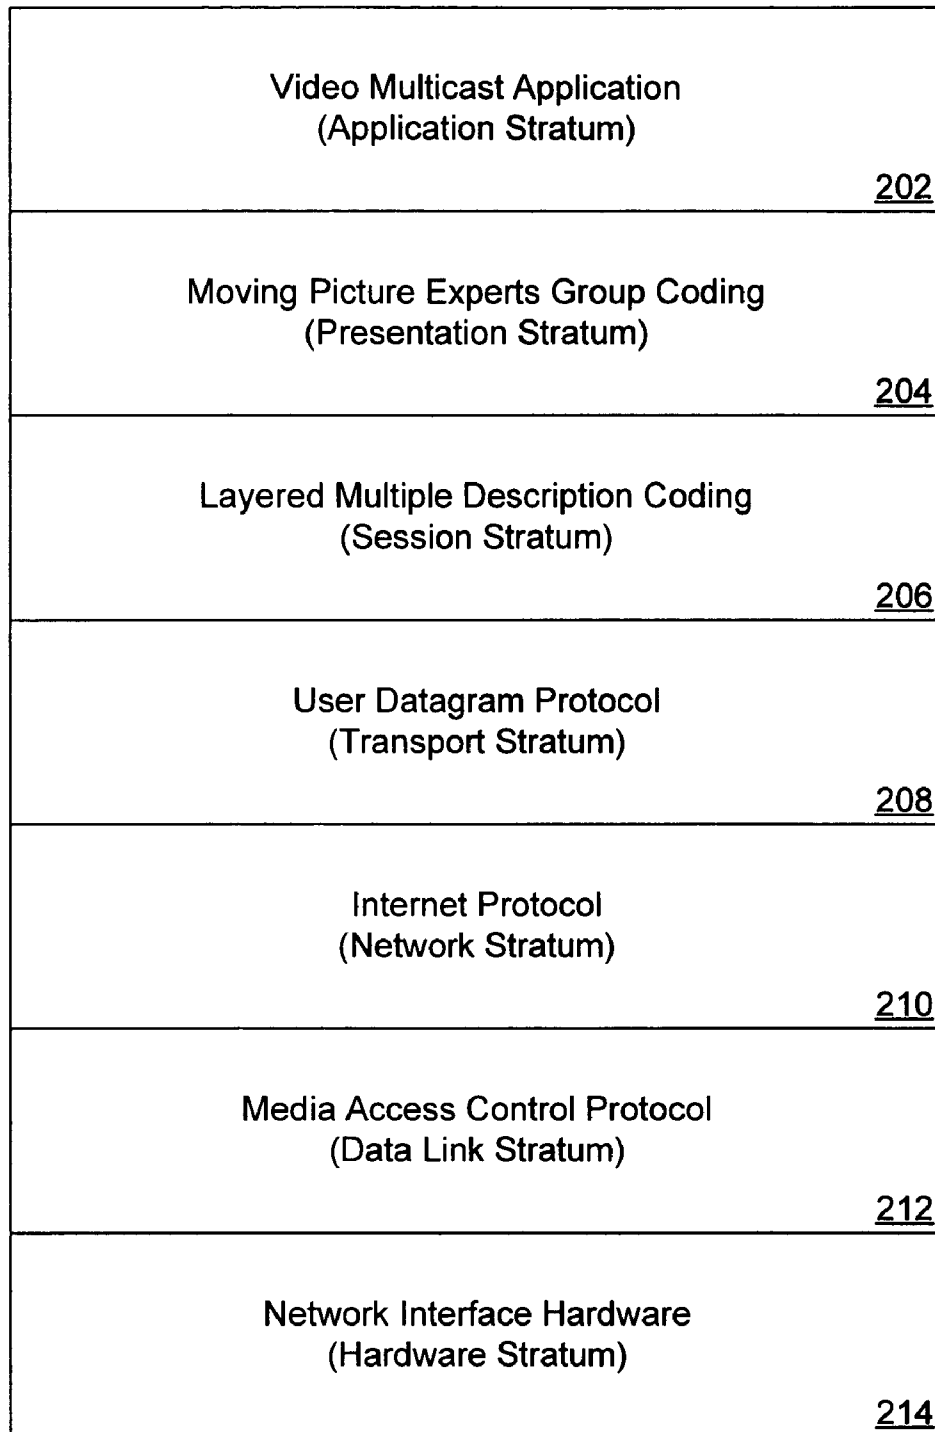 Video Multicast Application
(Application Stratum)
202
Moving Picture Experts Group Coding
(Presentation Stratum)
204
Layered Multiple Description Coding
(Session Stratum)
206
User Datagram Protocol
(Transport Stratum)
208
Internet Protocol
(Network Stratum)
210
Media Access Control Protocol
(Data Link Stratum)
212
Network Interface Hardware
(Hardware Stratum)
214